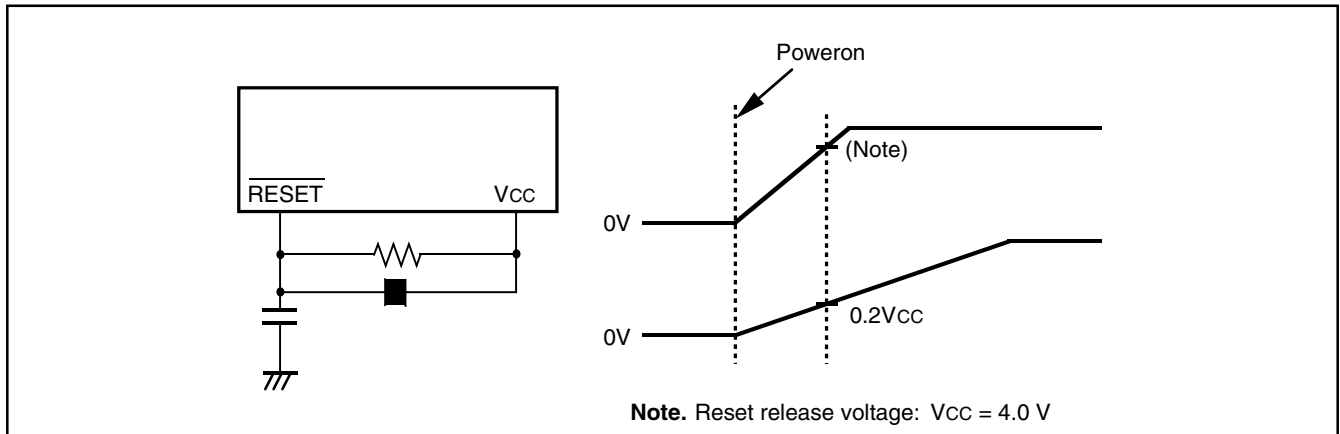 Poweron
RESET
VCC
(Note)
0V
0.2VCC
0V
Note. Reset release voltage: VCC = 4.0 V